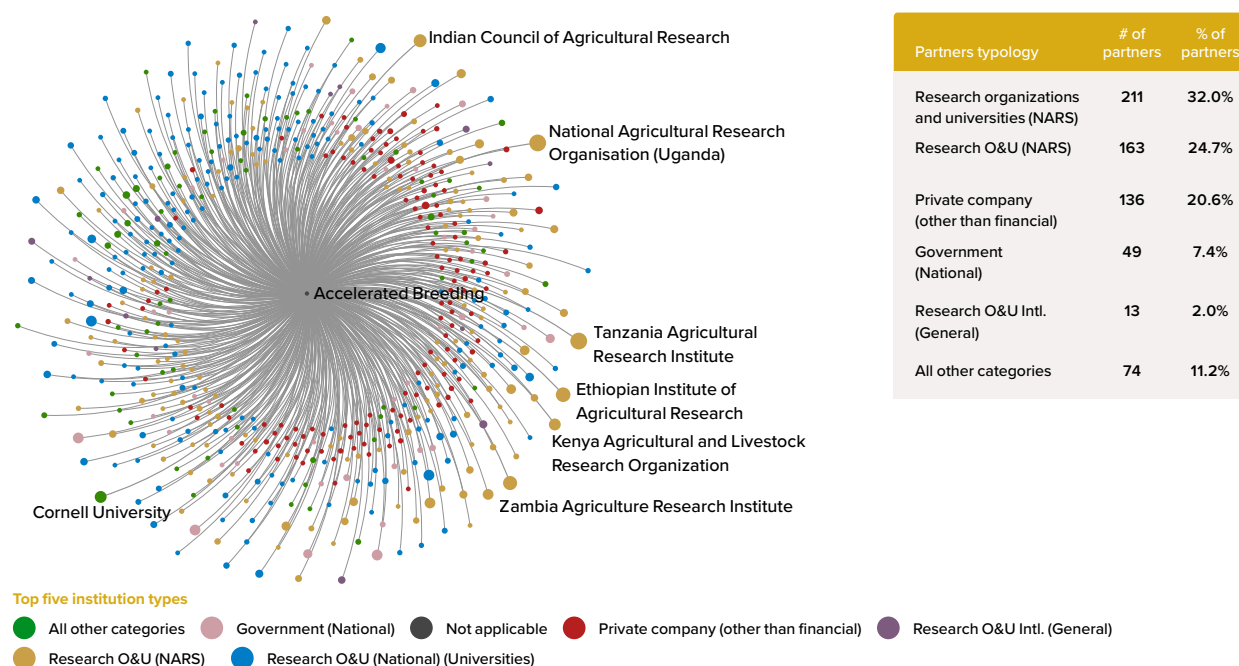 Indian Council of Agricultural Research
National Agricultural Research
Organisation (Uganda)
Accelerated Breeding
Tanzania Agricultural
Research Institute
Ethiopian Institute of
Agricultural Research
Kenya Agricultural and Livestock
Research Organization
Zambia Agriculture Research Institute
Cornell University
Partners typology # of partners % of partners
Research organizations
and universities (NARS) 211 32.0%
Research O&U (NARS) 163 24.7%
Private company
(other than financial) 136 20.6%
Government
(National) 49 7.4%
Research O&U Intl.
(General) 13 2.0%
All other categories 74 11.2%
Top five institution types
All other categories Government (National) Not applicable Private company (other than financial) Research O&U Intl. (General)
Research O&U (NARS) Research O&U (National) (Universities)